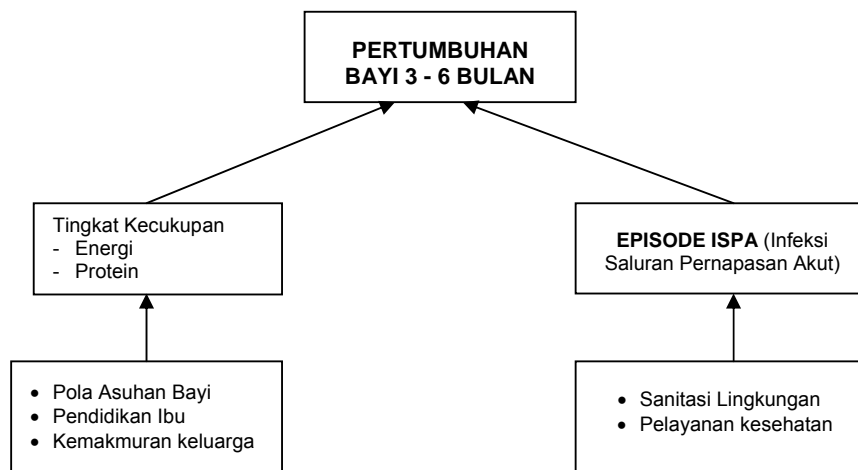 PERTUMBUHAN
BAYI 3 - 6 BULAN
Tingkat Kecukupan
- Energi
- Protein
EPISODE ISPA (Infeksi
Saluran Pernapasan Akut)
• Pola Asuhan Bayi
• Pendidikan Ibu
• Kemakmuran keluarga
• Sanitasi Lingkungan
• Pelayanan kesehatan